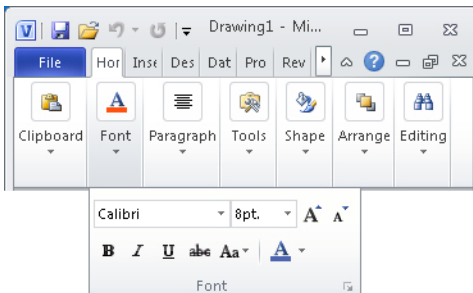 Drawing1 - Mi...
File Hor Inse Des Dat Pro Rev
Clipboard Font Paragraph Tools Shape Arrange Editing
Calibri 8pt. A A
B I U abc Aa A
Font